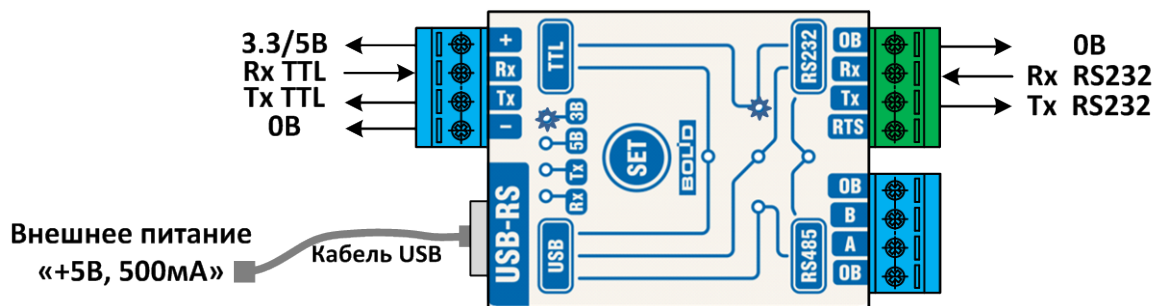 3.3/5В
Rx TTL
Tx TTL
0В
+
Rx
Tx
−
TTL
3В
5В
Tx
Rx
SET
BOLID
USB-RS
USB
RS232
0В
Rx
Tx
RTS
0В
Rx RS232
Tx RS232
RS485
0В
B
A
0В
Внешнее питание
«+5В, 500мА»
Кабель USB